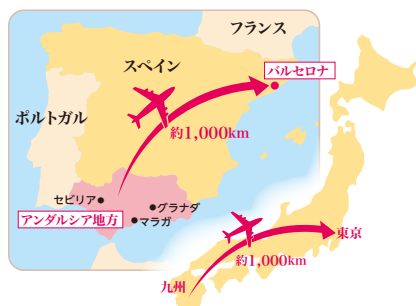 フランス
スペイン
バルセロナ
ポルトガル
約1,000km
セビリア
グラナダ
アンダルシア地方
マラガ
東京
約1,000km
九州